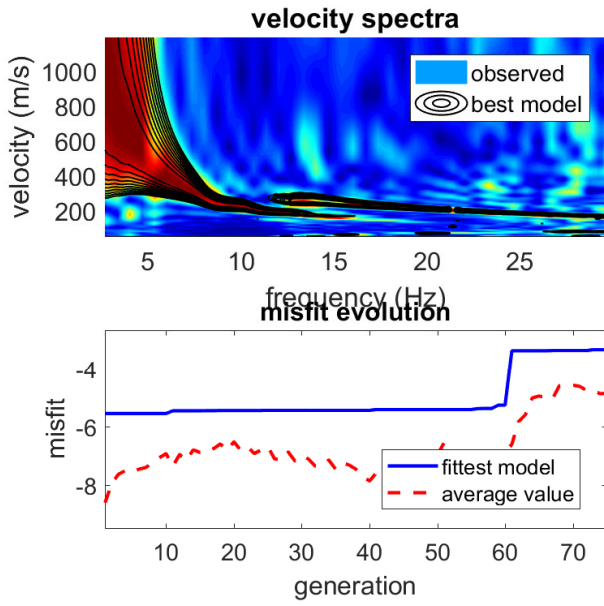 velocity spectra
velocity (m/s)
1000
800
600
400
200
observed
best model
5
10
15
20
25
frequency (Hz)
misfit evolution
misfit
-4
-6
-8
fittest model
average value
10
20
30
40
50
60
70
generation